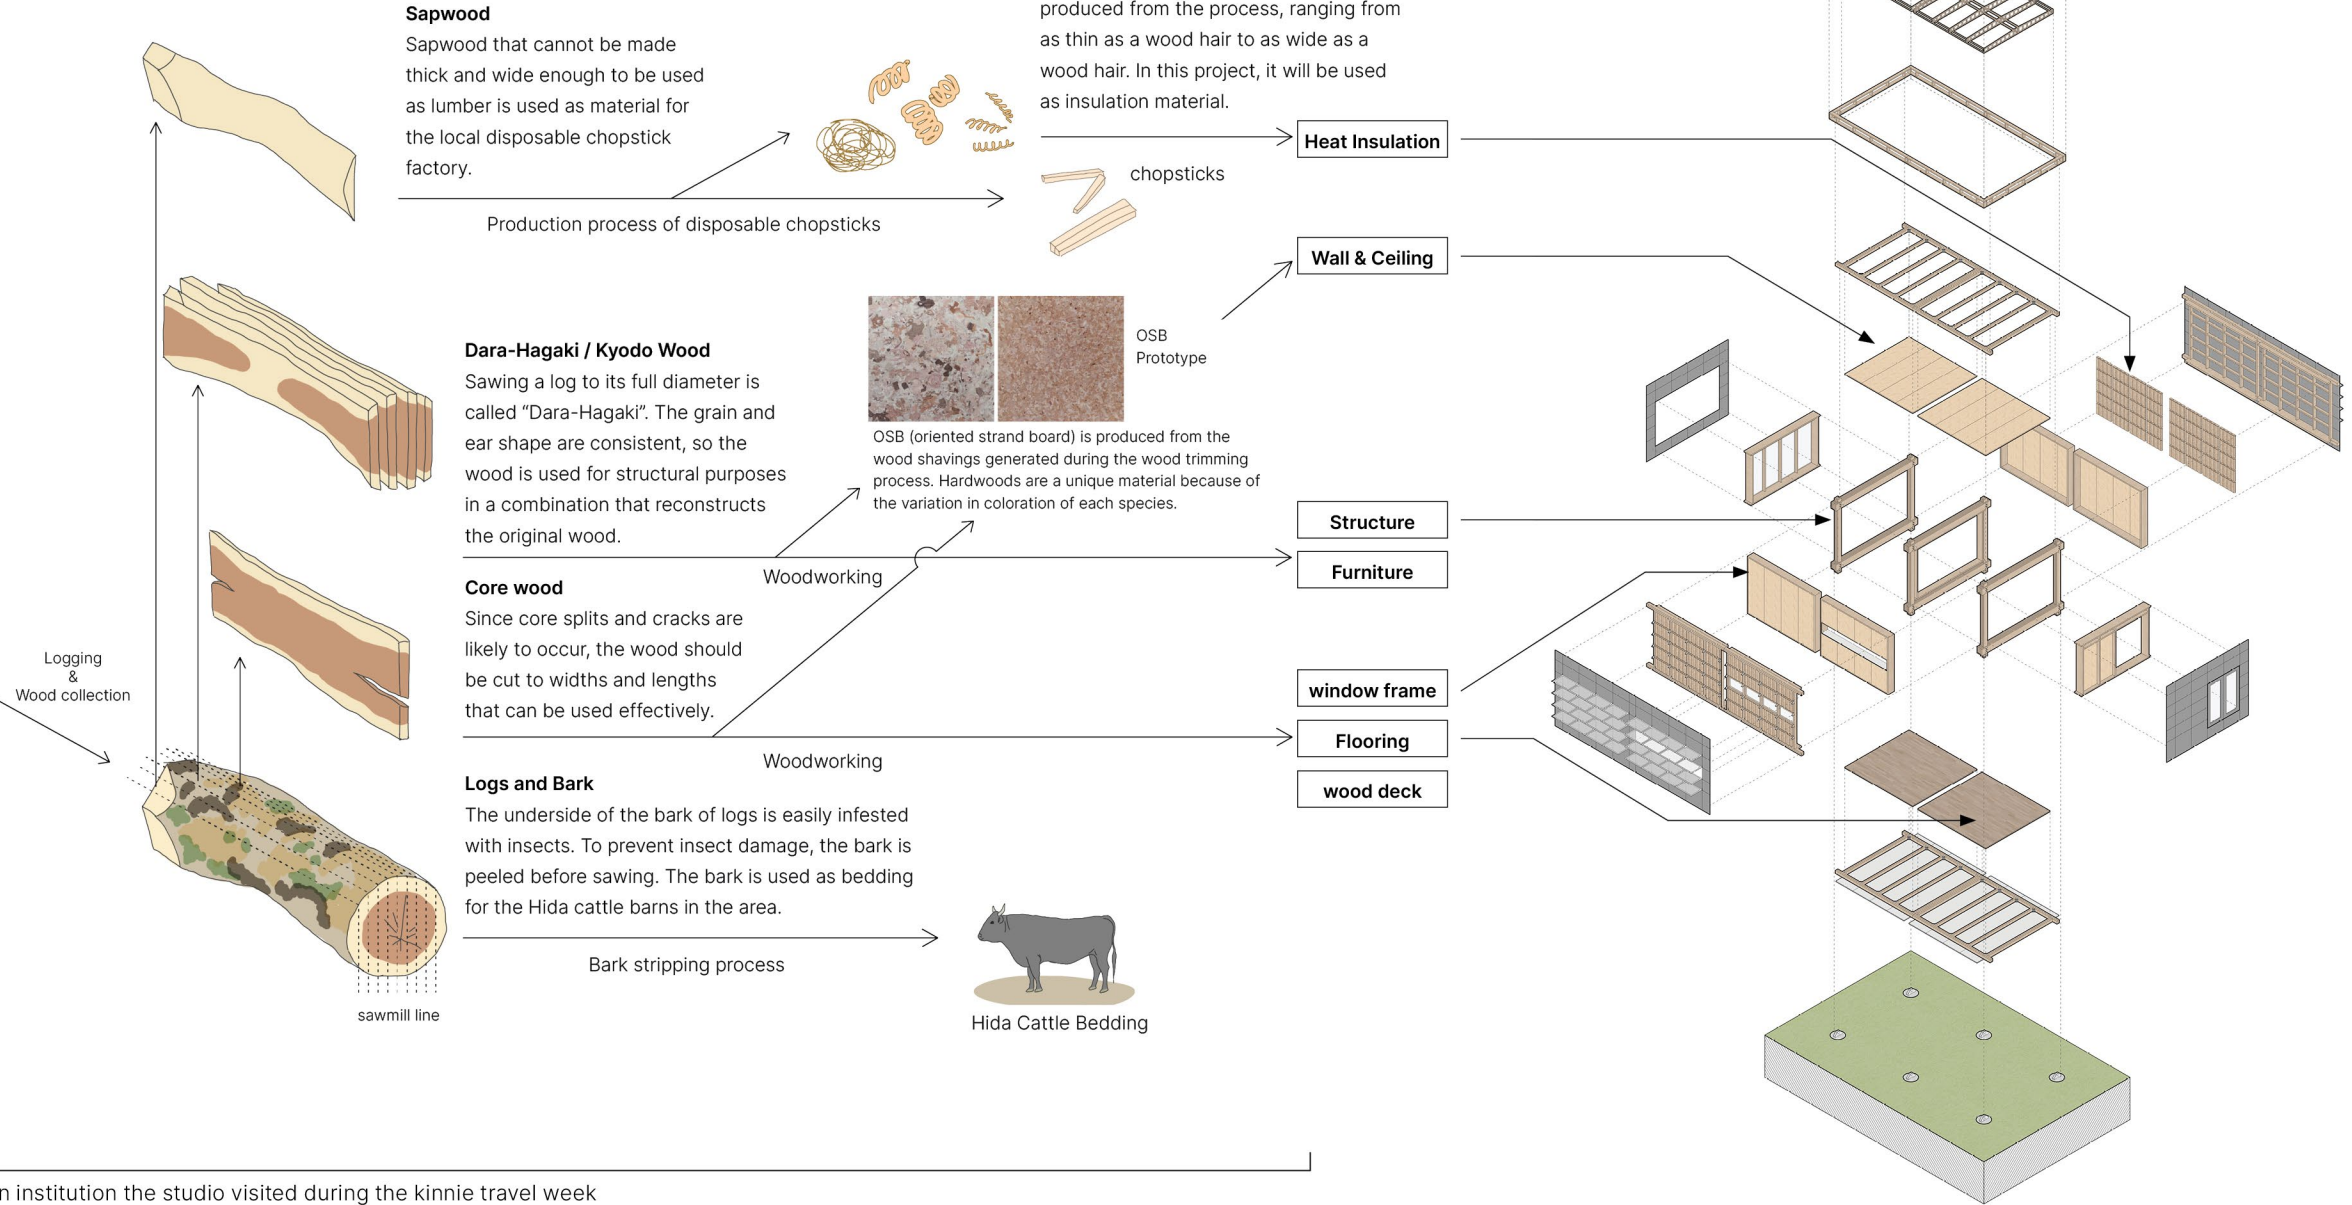 Sapwood
Sapwood that cannot be made
thick and wide enough to be used
as lumber is used as material for
the local disposable chopstick
factory.
Production process of disposable chopsticks
produced from the process, ranging from
as thin as a wood hair to as wide as a
wood hair. In this project, it will be used
as insulation material.
chopsticks
Heat Insulation
Wall & Ceiling
Dara-Hagaki / Kyodo Wood
Sawing a log to its full diameter is
called “Dara-Hagaki”. The grain and
ear shape are consistent, so the
wood is used for structural purposes
in a combination that reconstructs
the original wood.
Woodworking
OSB
Prototype
OSB (oriented strand board) is produced from the
wood shavings generated during the wood trimming
process. Hardwoods are a unique material because of
the variation in coloration of each species.
Structure
Furniture
Core wood
Since core splits and cracks are
likely to occur, the wood should
be cut to widths and lengths
that can be used effectively.
Woodworking
window frame
Flooring
wood deck
Logging
&
Wood collection
Logs and Bark
The underside of the bark of logs is easily infested
with insects. To prevent insect damage, the bark is
peeled before sawing. The bark is used as bedding
for the Hida cattle barns in the area.
Bark stripping process
Hida Cattle Bedding
sawmill line
n institution the studio visited during the kinnie travel week